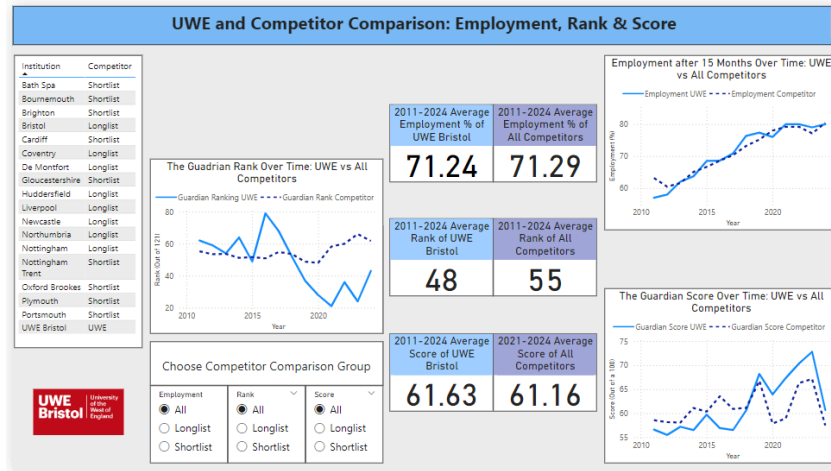 UWE and Competitor Comparison: Employment, Rank & Score
Institution Competitor
Bath Spa Shortlist
Bournemouth Shortlist
Brighton Shortlist
Bristol Longlist
Cardiff Shortlist
Coventry Longlist
De Montfort Longlist
Gloucestershire Shortlist
Huddersfield Longlist
Liverpool Longlist
Newcastle Longlist
Northumbria Longlist
Nottingham Longlist
Nottingham Shortlist
Trent
Oxford Brookes Shortlist
Plymouth Shortlist
Portsmouth Shortlist
UWE Bristol UWE
UWE
Bristol
University
of the
West of
England
The Guadrian Rank Over Time: UWE vs All
Competitors
Guardian Ranking UWE Guardian Rank Competitor
80
60
40
20
Rank (Out of 121)
2010 2015 2020
Year
Choose Competitor Comparison Group
Employment
All
Longlist
Shortlist
Rank
All
Longlist
Shortlist
Score
All
Longlist
Shortlist
2011-2024 Average
Employment % of
UWE Bristol
71.24
2011-2024 Average
Employment % of
All Competitors
71.29
2011-2024 Average
Rank of UWE
Bristol
48
2011-2024 Average
Rank of All
Competitors
55
2011-2024 Average
Score of UWE
Bristol
61.63
2021-2024 Average
Score of All
Competitors
61.16
Employment after 15 Months Over Time: UWE
vs All Competitors
Employment UWE Employment Competitor
80
70
60
Employment (%)
2010 2015 2020
Year
The Guardian Score Over Time: UWE vs All
Competitors
Guardian Score UWE Guardian Score Competitor
75
70
65
60
55
Score (Out of a 100)
2010 2015 2020
Year